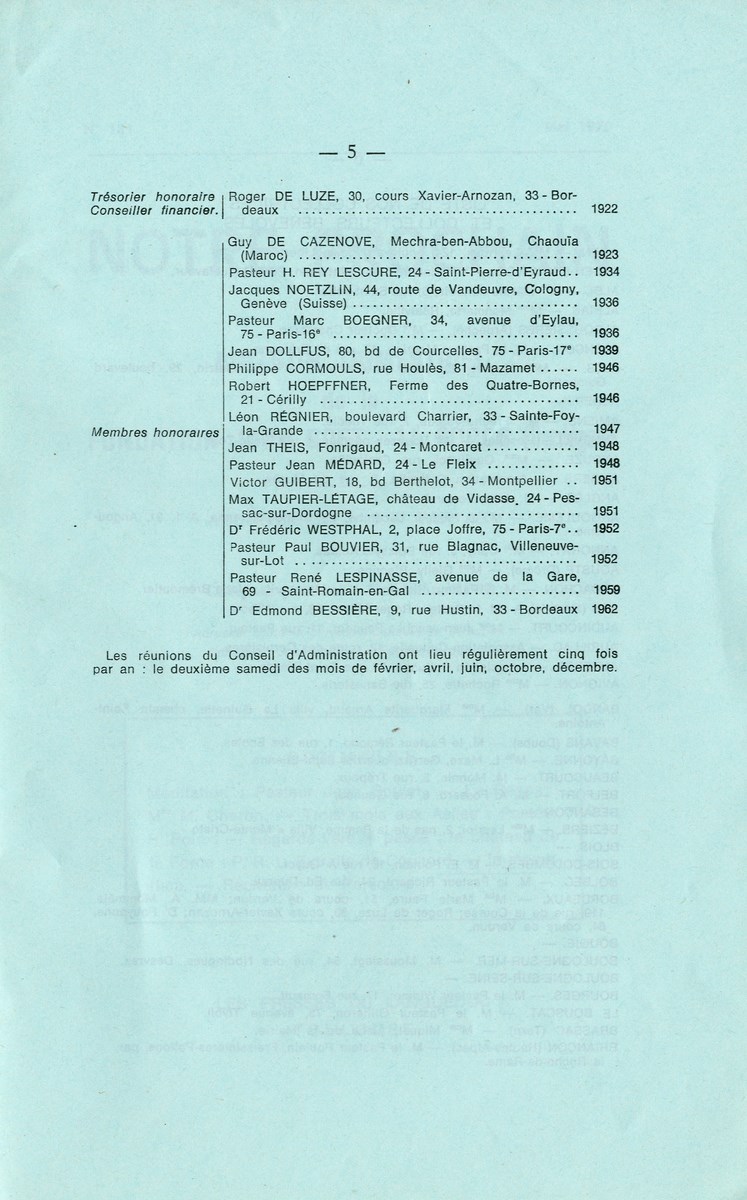 — 5 —
Trésorier honoraire
Conseiller financier.
Roger DE LUZE, 30, cours Xavier-Arnozan, 33 - Bor-
deaux ........................................ 1922
Guy DE CAZENOVE, Mechra-ben-Abbou, Chaouïa
(Maroc) ........................................ 1923
Pasteur H. REY LESCURE, 24 - Saint-Pierre-d'Eyraud.. 1934
Jacques NOETZLIN, 44, route de Vandeuvre, Cologny,
Genève (Suisse) ................................ 1936
Pasteur Marc BOEGNER, 34, avenue d'Eylau,
75 - Paris-16e ................................... 1936
Jean DOLLFUS, 80, bd de Courcelles. 75 - Paris-17e 1939
Philippe CORMOULS, rue Houlès, 81 - Mazamet ...... 1946
Robert HOEPFFNER, Ferme des Quatre-Bornes,
21 - Cérilly ..................................... 1946
Membres honoraires
Léon RÉGNIER, boulevard Charrier, 33 - Sainte-Foy-
la-Grande ...................................... 1947
Jean THEIS, Fonrigaud, 24 - Montcaret ............. 1948
Pasteur Jean MÉDARD, 24 - Le Fleix ............. 1948
Victor GUIBERT, 18, bd Berthelot, 34 - Montpellier .. 1951
Max TAUPIER-LÉTAGE, château de Vidasse. 24 - Pes-
sac-sur-Dordogne ............................... 1951
Dr Frédéric WESTPHAL, 2, place Joffre, 75 - Paris-7e.. 1952
Pasteur Paul BOUVIER, 31, rue Blagnac, Villeneuve-
sur-Lot ......................................... 1952
Pasteur René LESPINASSE, avenue de la Gare,
69 - Saint-Romain-en-Gal ....................... 1959
Dr Edmond BESSIÈRE, 9, rue Hustin, 33 - Bordeaux 1962
Les réunions du Conseil d'Administration ont lieu régulièrement cinq fois
par an : le deuxième samedi des mois de février, avril, juin, octobre, décembre.